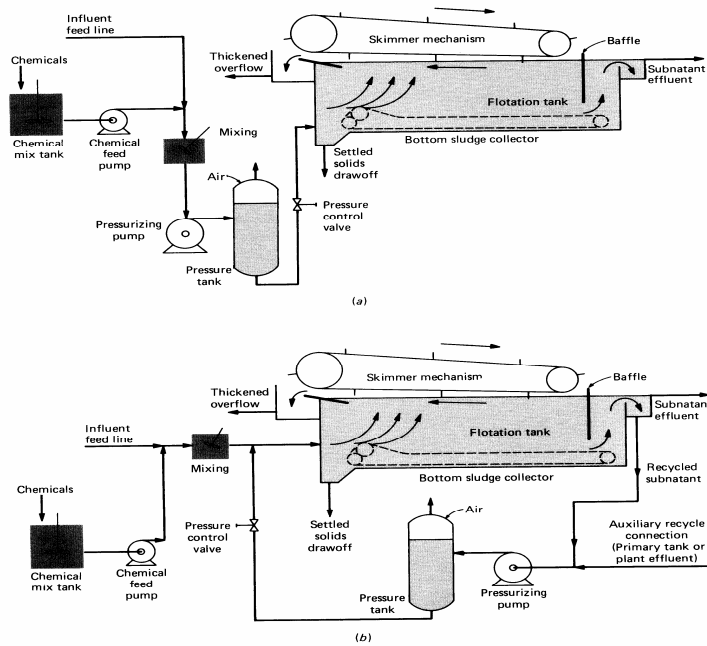 Influent
feed line
Chemicals
Chemical
mix tank
Chemical
feed
pump
Mixing
Pressurizing
pump
Air
Pressure
tank
Pressure
control
valve
Thickened
overflow
Skimmer mechanism
Baffle
Subnatant
effluent
Flotation tank
Bottom sludge collector
Settled
solids
drawoff
(a)
Skimmer mechanism
Baffle
Thickened
overflow
Subnatan
effluent
Influent
feed line
Flotation tank
Mixing
Bottom sludge collector
Recycled
subnatant
Chemicals
Pressure
control
valve
Settled
solids
drawoff
Air
Auxiliary recycle
connection
(Primary tank or
plant effluent)
Chemical
mix tank
Chemical
feed
pump
Pressure
tank
Pressurizing
pump
(b)